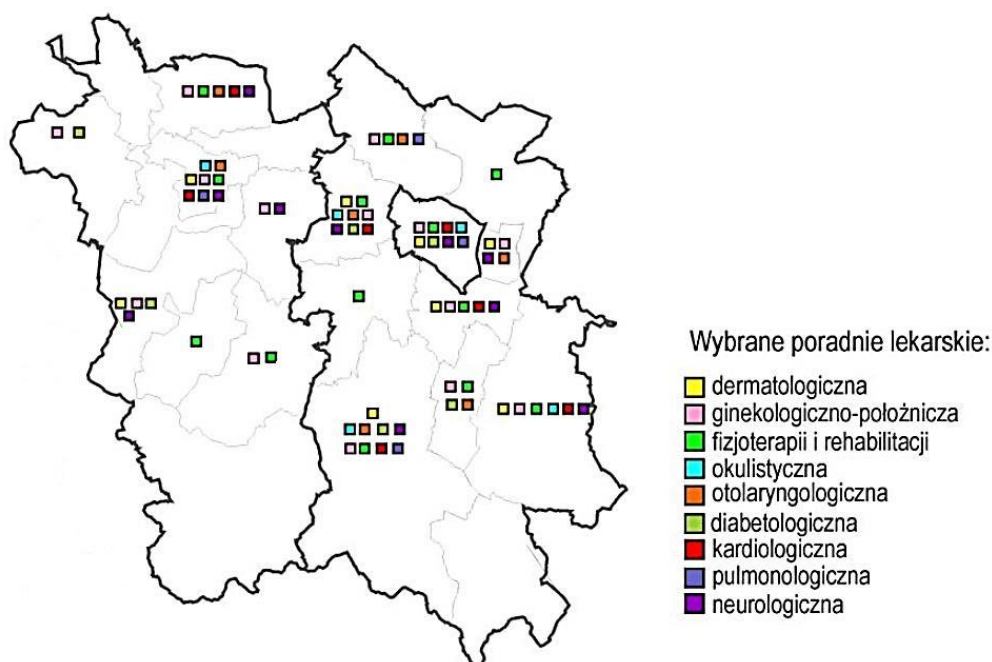 Wybrane poradnie lekarskie:
dermatologiczna
ginekologiczno-położnicza
fizjoterapii i rehabilitacji
okulistyczna
otolaryngologiczna
diabetologiczna
kardiologiczna
pulmonologiczna
neurologiczna